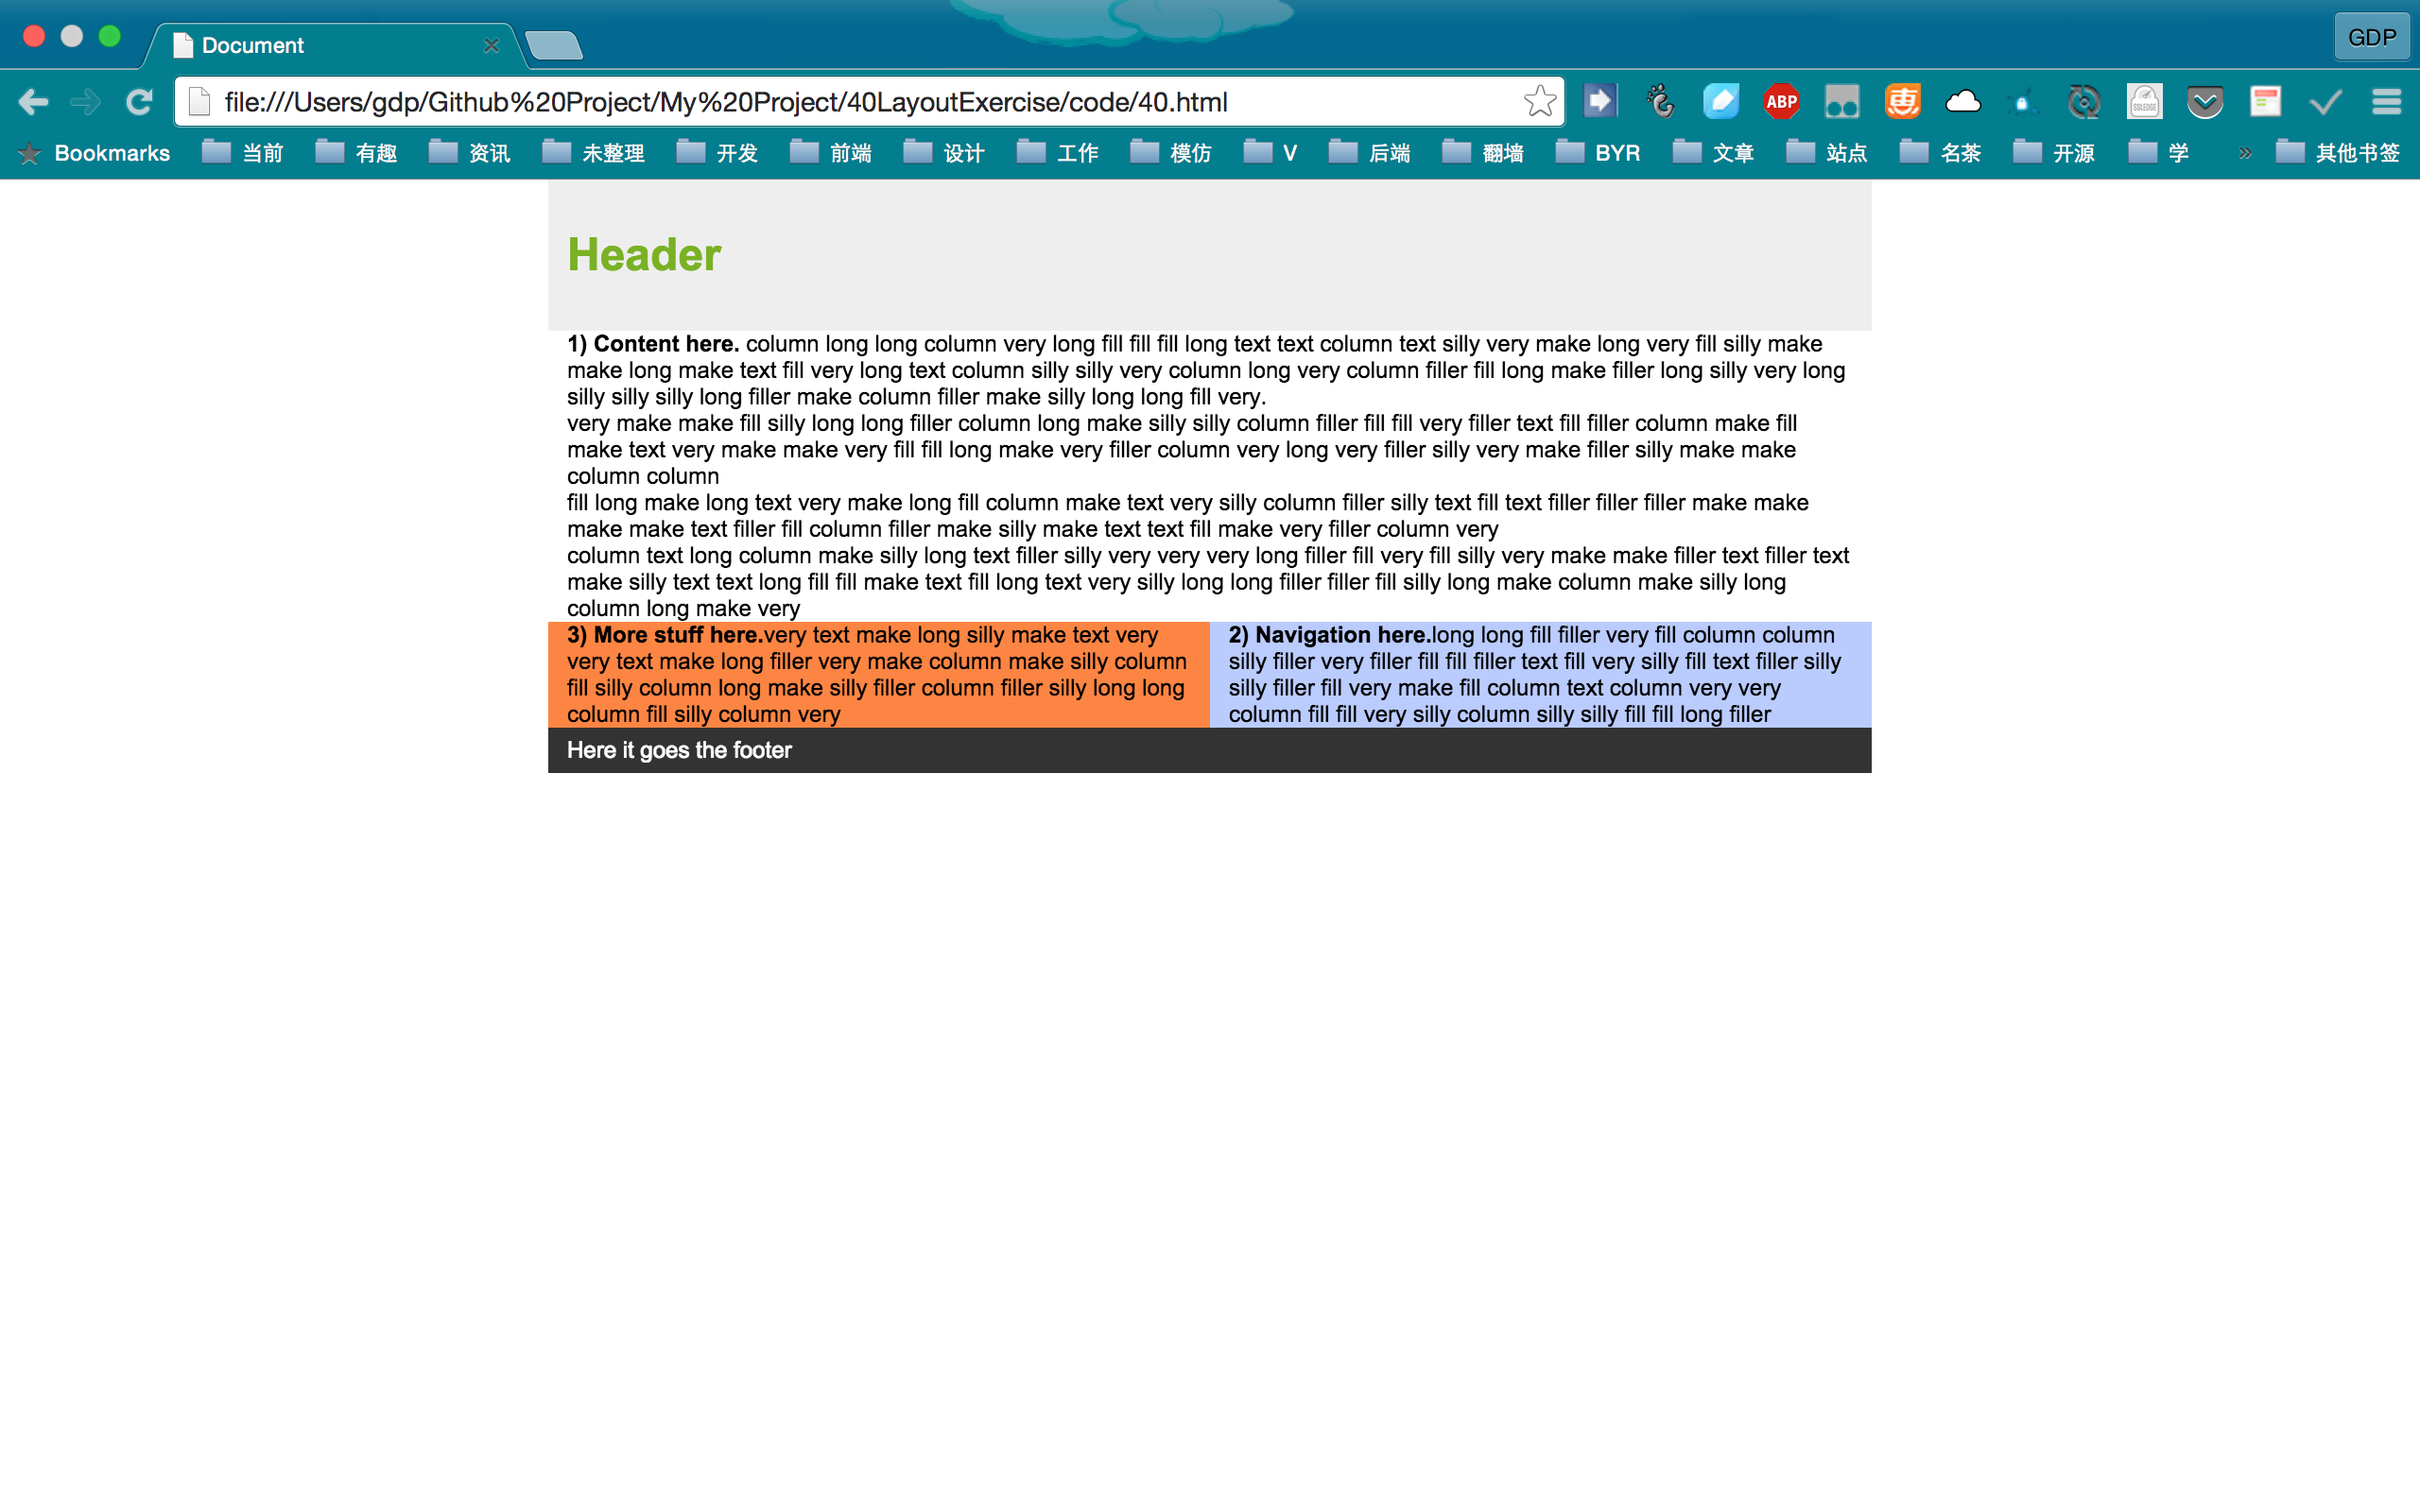 Document
GDP
file:///Users/gdp/Github%20Project/My%20Project/40LayoutExercise/code/40.html
ABP
惠
SSLEDGE
Bookmarks 当前 有趣 资讯 未整理 开发 前端 设计 工作 模仿 V 后端 翻墙 BYR 文章 站点 名茶 开源 学 » 其他书签
Header
1) Content here. column long long column very long fill fill fill long text text column text silly very make long very fill silly make
make long make text fill very long text column silly silly very column long very column filler fill long make filler long silly very long
silly silly silly long filler make column filler make silly long long fill very.
very make make fill silly long long filler column long make silly silly column filler fill fill very filler text fill filler column make fill
make text very make make very fill fill long make very filler column very long very filler silly very make filler silly make make
column column
fill long make long text very make long fill column make text very silly column filler silly text fill text filler filler filler make make
make make text filler fill column filler make silly make text text fill make very filler column very
column text long column make silly long text filler silly very very very long filler fill very fill silly very make make filler text filler text
make silly text text long fill fill make text fill long text very silly long long filler filler fill silly long make column make silly long
column long make very
3) More stuff here.very text make long silly make text very
very text make long filler very make column make silly column
fill silly column long make silly filler column filler silly long long
column fill silly column very
2) Navigation here.long long fill filler very fill column column
silly filler very filler fill fill filler text fill very silly fill text filler silly
silly filler fill very make fill column text column very very
column fill fill very silly column silly silly fill fill long filler
Here it goes the footer